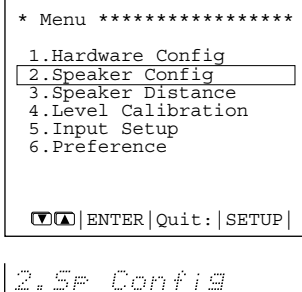 * Menu *****************
1.Hardware Config
2.Speaker Config
3.Speaker Distance
4.Level Calibration
5.Input Setup
6.Preference
▼▲|ENTER|Quit:|SETUP|
2.Sp Config